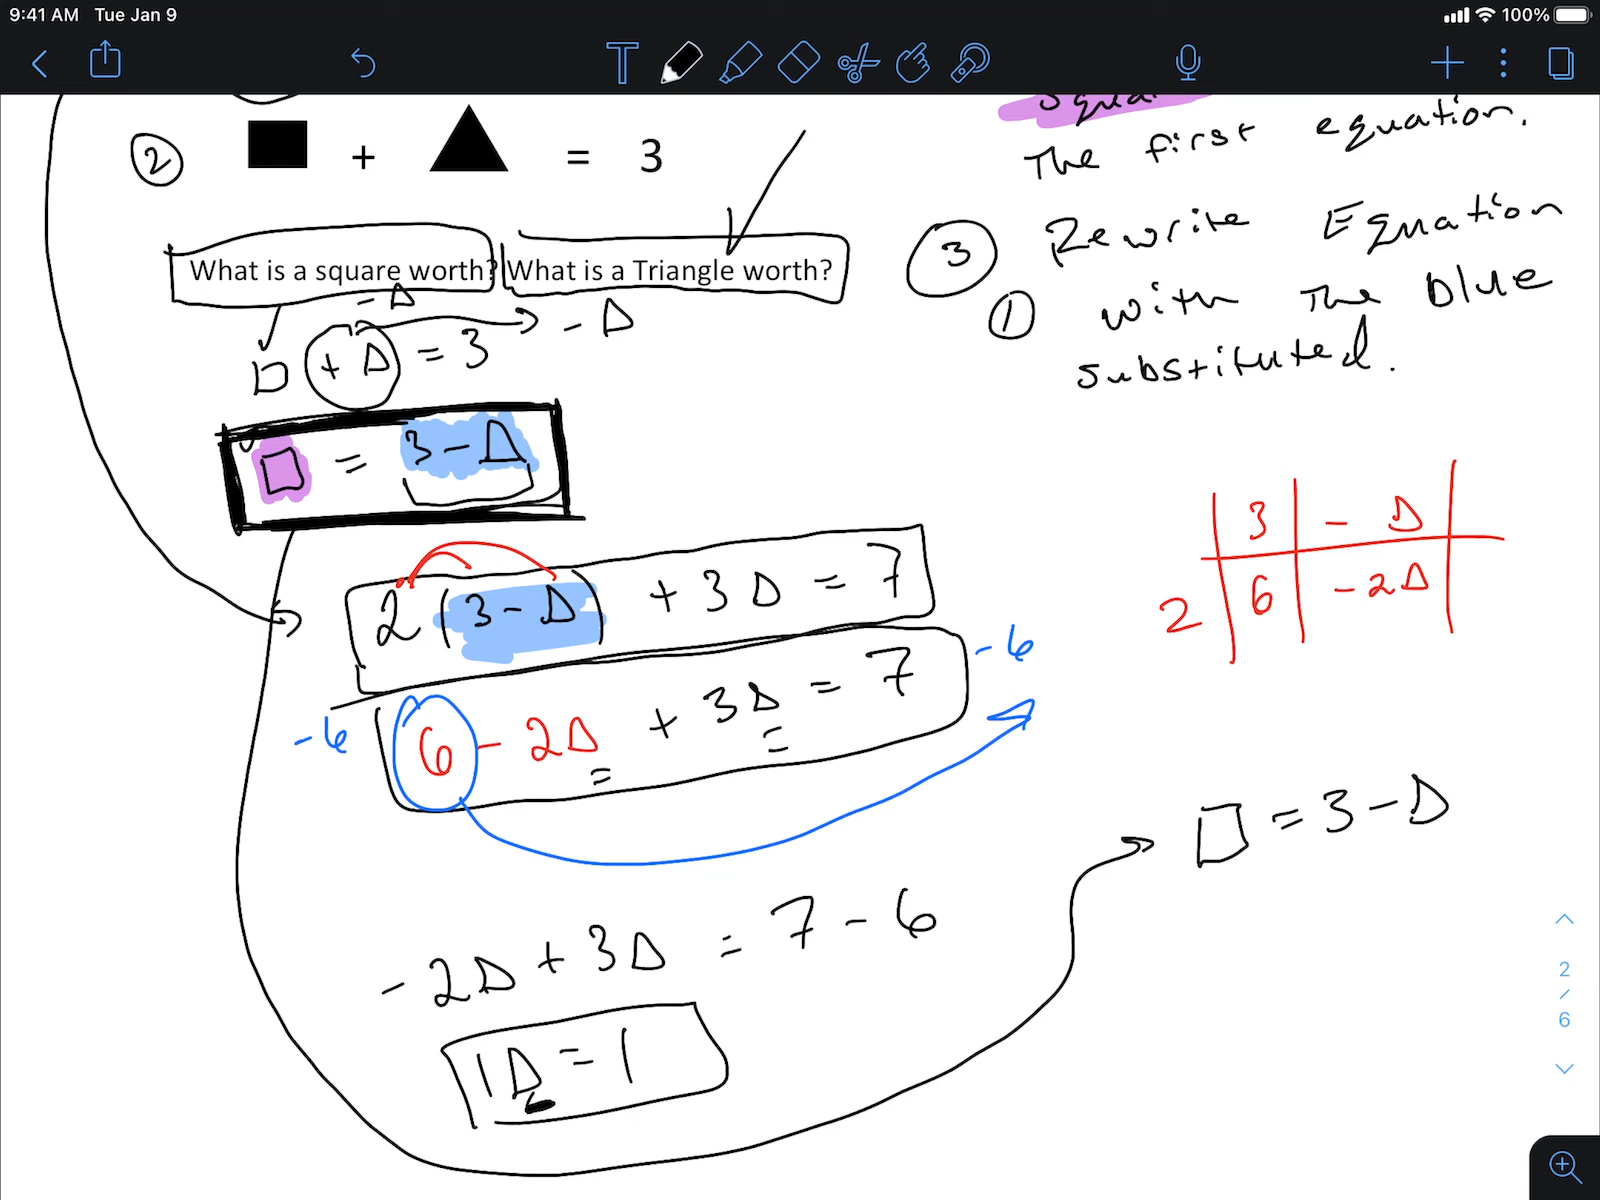 9:41 AM Tue Jan 9 100%
② ■ + ▲ = 3
What is a square worth? What is a Triangle worth?
- Δ
□ + Δ = 3 - Δ
□ = 3 - Δ
2(3 - Δ) + 3Δ = 7
- 6
6 - 2Δ + 3Δ = 7
- 6
- 2Δ + 3Δ = 7 - 6
1Δ = 1
The first equation.
③ Rewrite Equation
① with The blue
substituted.
3 - Δ
2 6 - 2Δ
□ = 3 - Δ
2
/
6